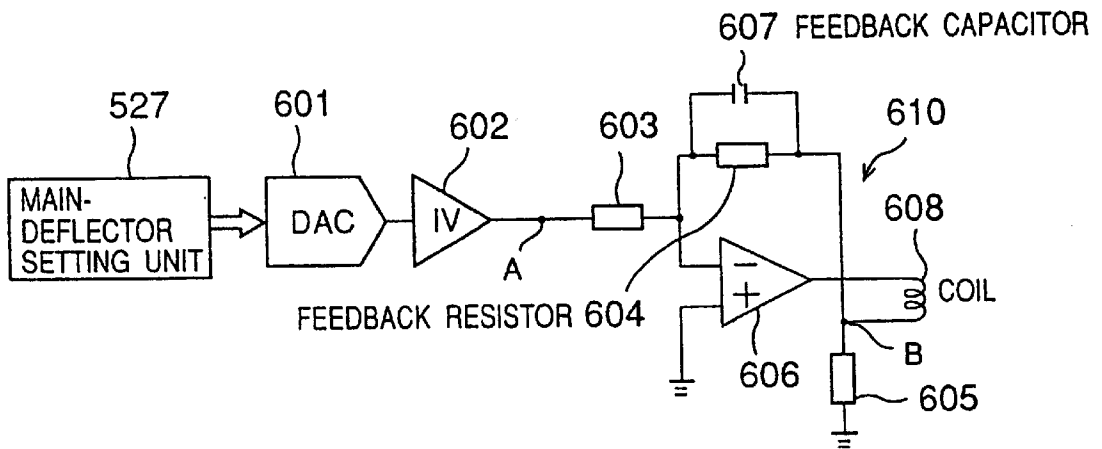 607 FEEDBACK CAPACITOR
527
601
602
603
610
MAIN-
DEFLECTOR
SETTING UNIT
DAC
IV
608
A
COIL
FEEDBACK RESISTOR 604
−
+
606
B
605